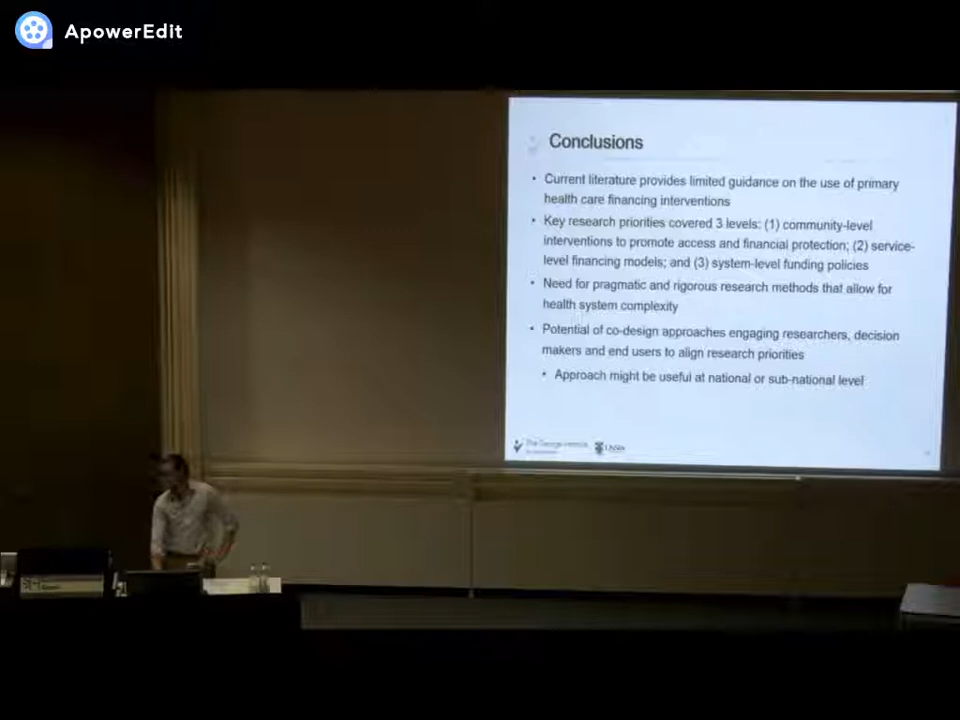 ApowerEdit
Conclusions
• Current literature provides limited guidance on the use of primary
health care financing interventions
• Key research priorities covered 3 levels: (1) community-level
interventions to promote access and financial protection; (2) service-
level financing models; and (3) system-level funding policies
• Need for pragmatic and rigorous research methods that allow for
health system complexity
• Potential of co-design approaches engaging researchers, decision
makers and end users to align research priorities
• Approach might be useful at national or sub-national level
The George Institute
UNSW